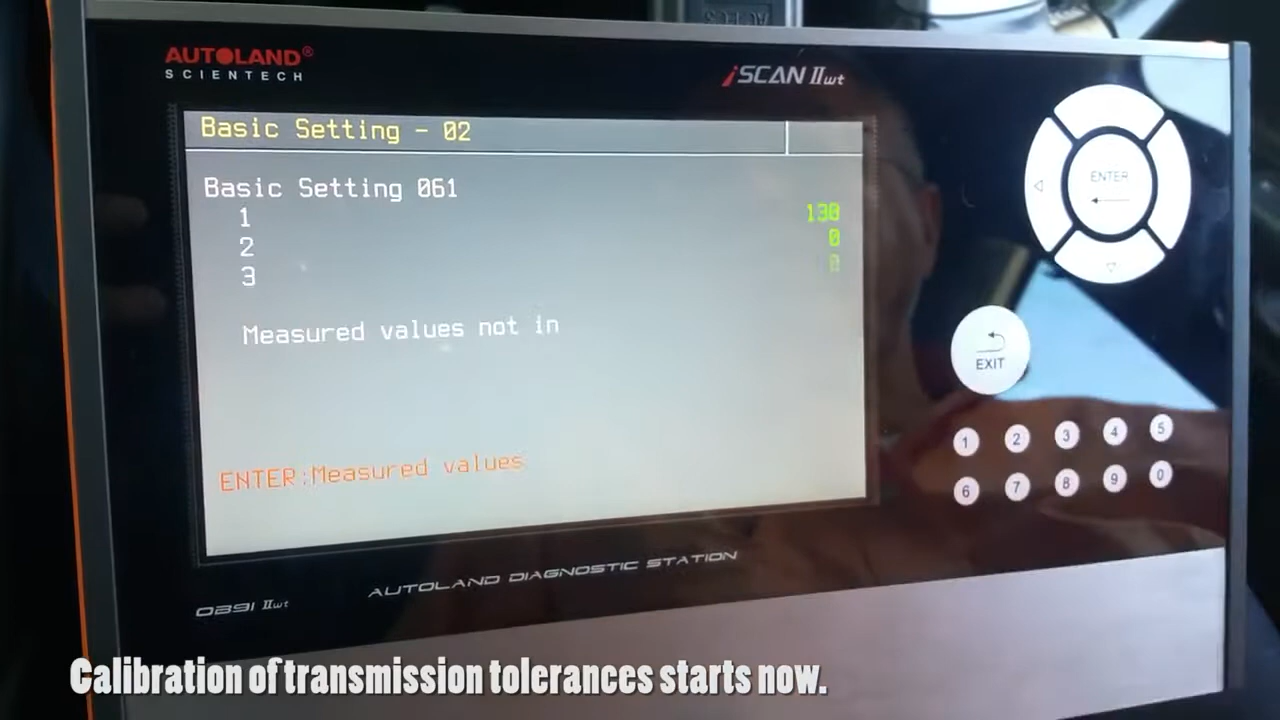 AUTOLAND®
SCIENTECH
iSCAN IIwt
Basic Setting - 02
Basic Setting 061
1 130
2 0
3 0
Measured values not in
ENTER:Measured values
ENTER
EXIT
1 2 3 4 5
6 7 8 9 0
AUTOLAND DIAGNOSTIC STATION
OB91 IIwt
Calibration of transmission tolerances starts now.